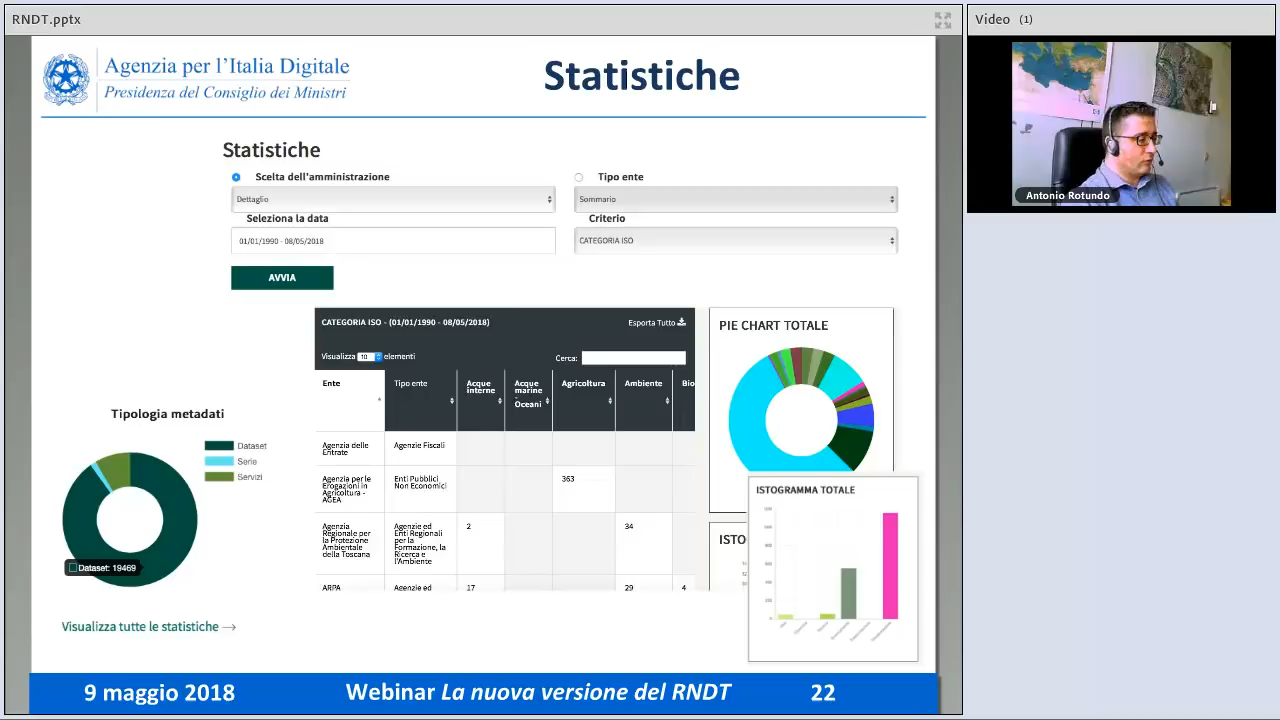 RNDT.pptx
Video (1)
Agenzia per l'Italia Digitale
Presidenza del Consiglio dei Ministri
Statistiche
Antonio Rotundo
Statistiche
Scelta dell'amministrazione
Tipo ente
Dettaglio
Sommario
Seleziona la data
Criterio
01/01/1990 - 08/05/2018
CATEGORIA ISO
AVVIA
CATEGORIA ISO - (01/01/1990 - 08/05/2018)
Esporta Tutto
Visualizza 10 elementi
Cerca:
Ente
Tipo ente
Acque interne
Acque marine - Oceani
Agricoltura
Ambiente
Bio
Agenzia delle Entrate
Agenzie Fiscali
Agenzia per le Erogazioni in Agricoltura - AGEA
Enti Pubblici Non Economici
363
Agenzia Regionale per la Protezione Ambientale della Toscana
Agenzie ed Enti Regionali per la Formazione, la Ricerca e l'Ambiente
2
34
ARPA
Agenzie ed
17
29
4
PIE CHART TOTALE
ISTO
ISTOGRAMMA TOTALE
Tipologia metadati
Dataset
Serie
Servizi
Dataset: 19469
Visualizza tutte le statistiche →
9 maggio 2018
Webinar La nuova versione del RNDT
22